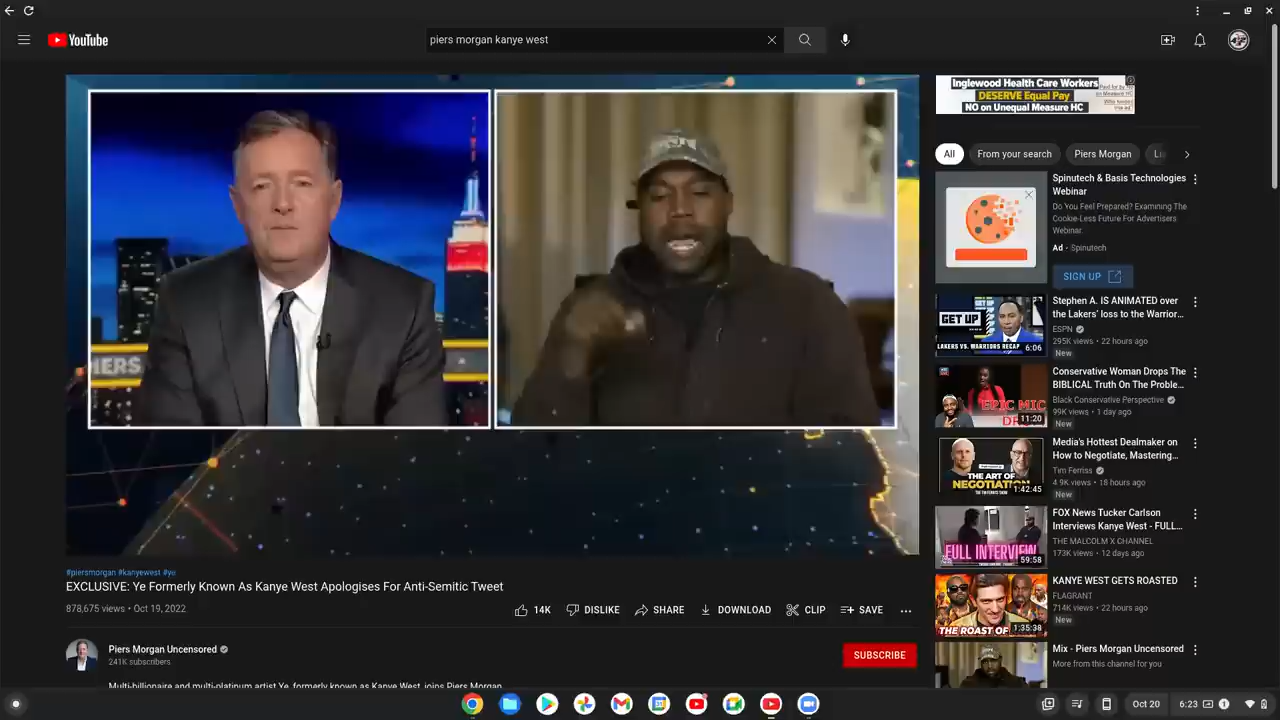 YouTube
piers morgan kanye west
IERS
#piersmorgan #kanyewest #ye
EXCLUSIVE: Ye Formerly Known As Kanye West Apologises For Anti-Semitic Tweet
878,675 views • Oct 19, 2022
14K
DISLIKE
SHARE
DOWNLOAD
CLIP
SAVE
Piers Morgan Uncensored
241K subscribers
SUBSCRIBE
Multi-billionaire and multi-platinum artist Ye, formerly known as Kanye West, joins Piers Morgan
Inglewood Health Care Workers
DESERVE Equal Pay
NO on Unequal Measure HC
All
From your search
Piers Morgan
Spinutech & Basis Technologies
Webinar
Do You Feel Prepared? Examining The
Cookie-Less Future For Advertisers
Webinar.
Ad • Spinutech
SIGN UP
GET UP
LAKERS VS. WARRIORS RECAP
6:06
Stephen A. IS ANIMATED over
the Lakers' loss to the Warrior...
ESPN
295K views • 22 hours ago
New
EPIC MIC
11:20
Conservative Woman Drops The
BIBLICAL Truth On The Proble...
Black Conservative Perspective
99K views • 1 day ago
New
THE ART OF
NEGOTIATION
1:42:45
Media's Hottest Dealmaker on
How to Negotiate, Mastering...
Tim Ferriss
4.9K views • 18 hours ago
New
FULL INTERVIEW
59:58
FOX News Tucker Carlson
Interviews Kanye West - FULL...
THE MALCOLM X CHANNEL
173K views • 12 days ago
THE ROAST OF
1:35:38
KANYE WEST GETS ROASTED
FLAGRANT
714K views • 22 hours ago
New
Mix - Piers Morgan Uncensored
More from this channel for you
Oct 20
6:23